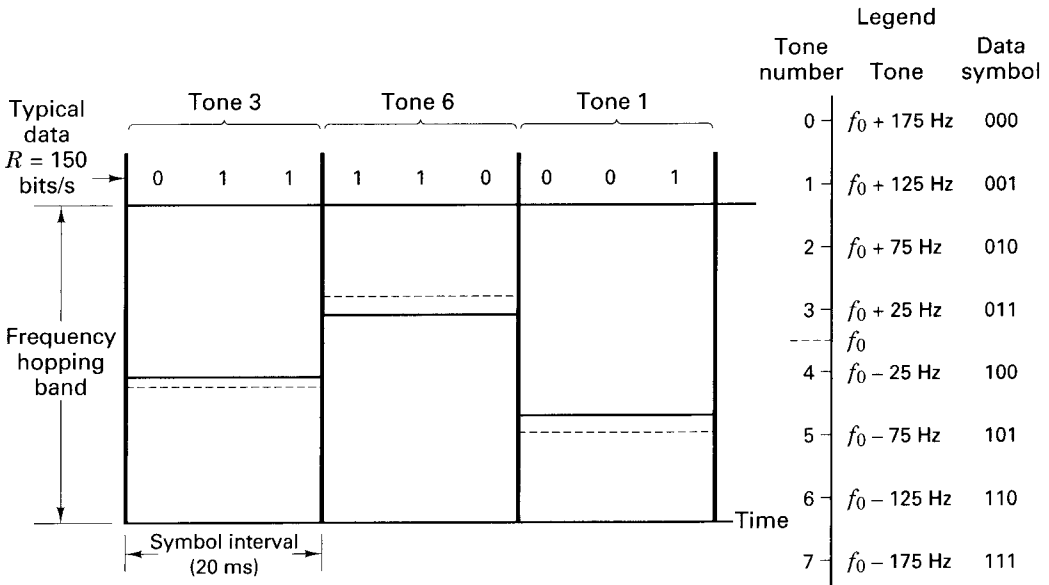 Legend
Tone number Tone Data symbol
0 f0 + 175 Hz 000
1 f0 + 125 Hz 001
2 f0 + 75 Hz 010
3 f0 + 25 Hz 011
f0
4 f0 – 25 Hz 100
5 f0 – 75 Hz 101
6 f0 – 125 Hz 110
7 f0 – 175 Hz 111
Tone 3 Tone 6 Tone 1
Typical
data
R = 150
bits/s
0 1 1 1 1 0 0 0 1
Frequency
hopping
band
Time
Symbol interval
(20 ms)